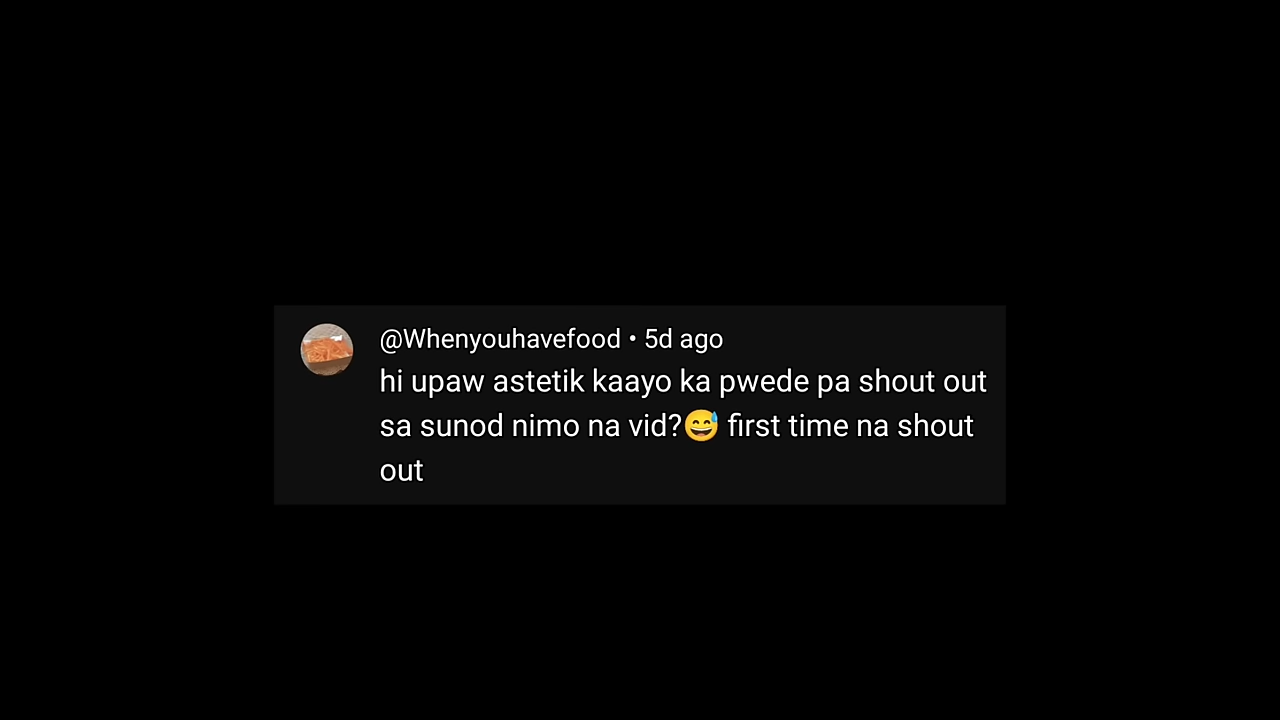 @Whenyouhavefood • 5d ago
hi upaw astetik kaayo ka pwede pa shout out
sa sunod nimo na vid?😅 first time na shout
out